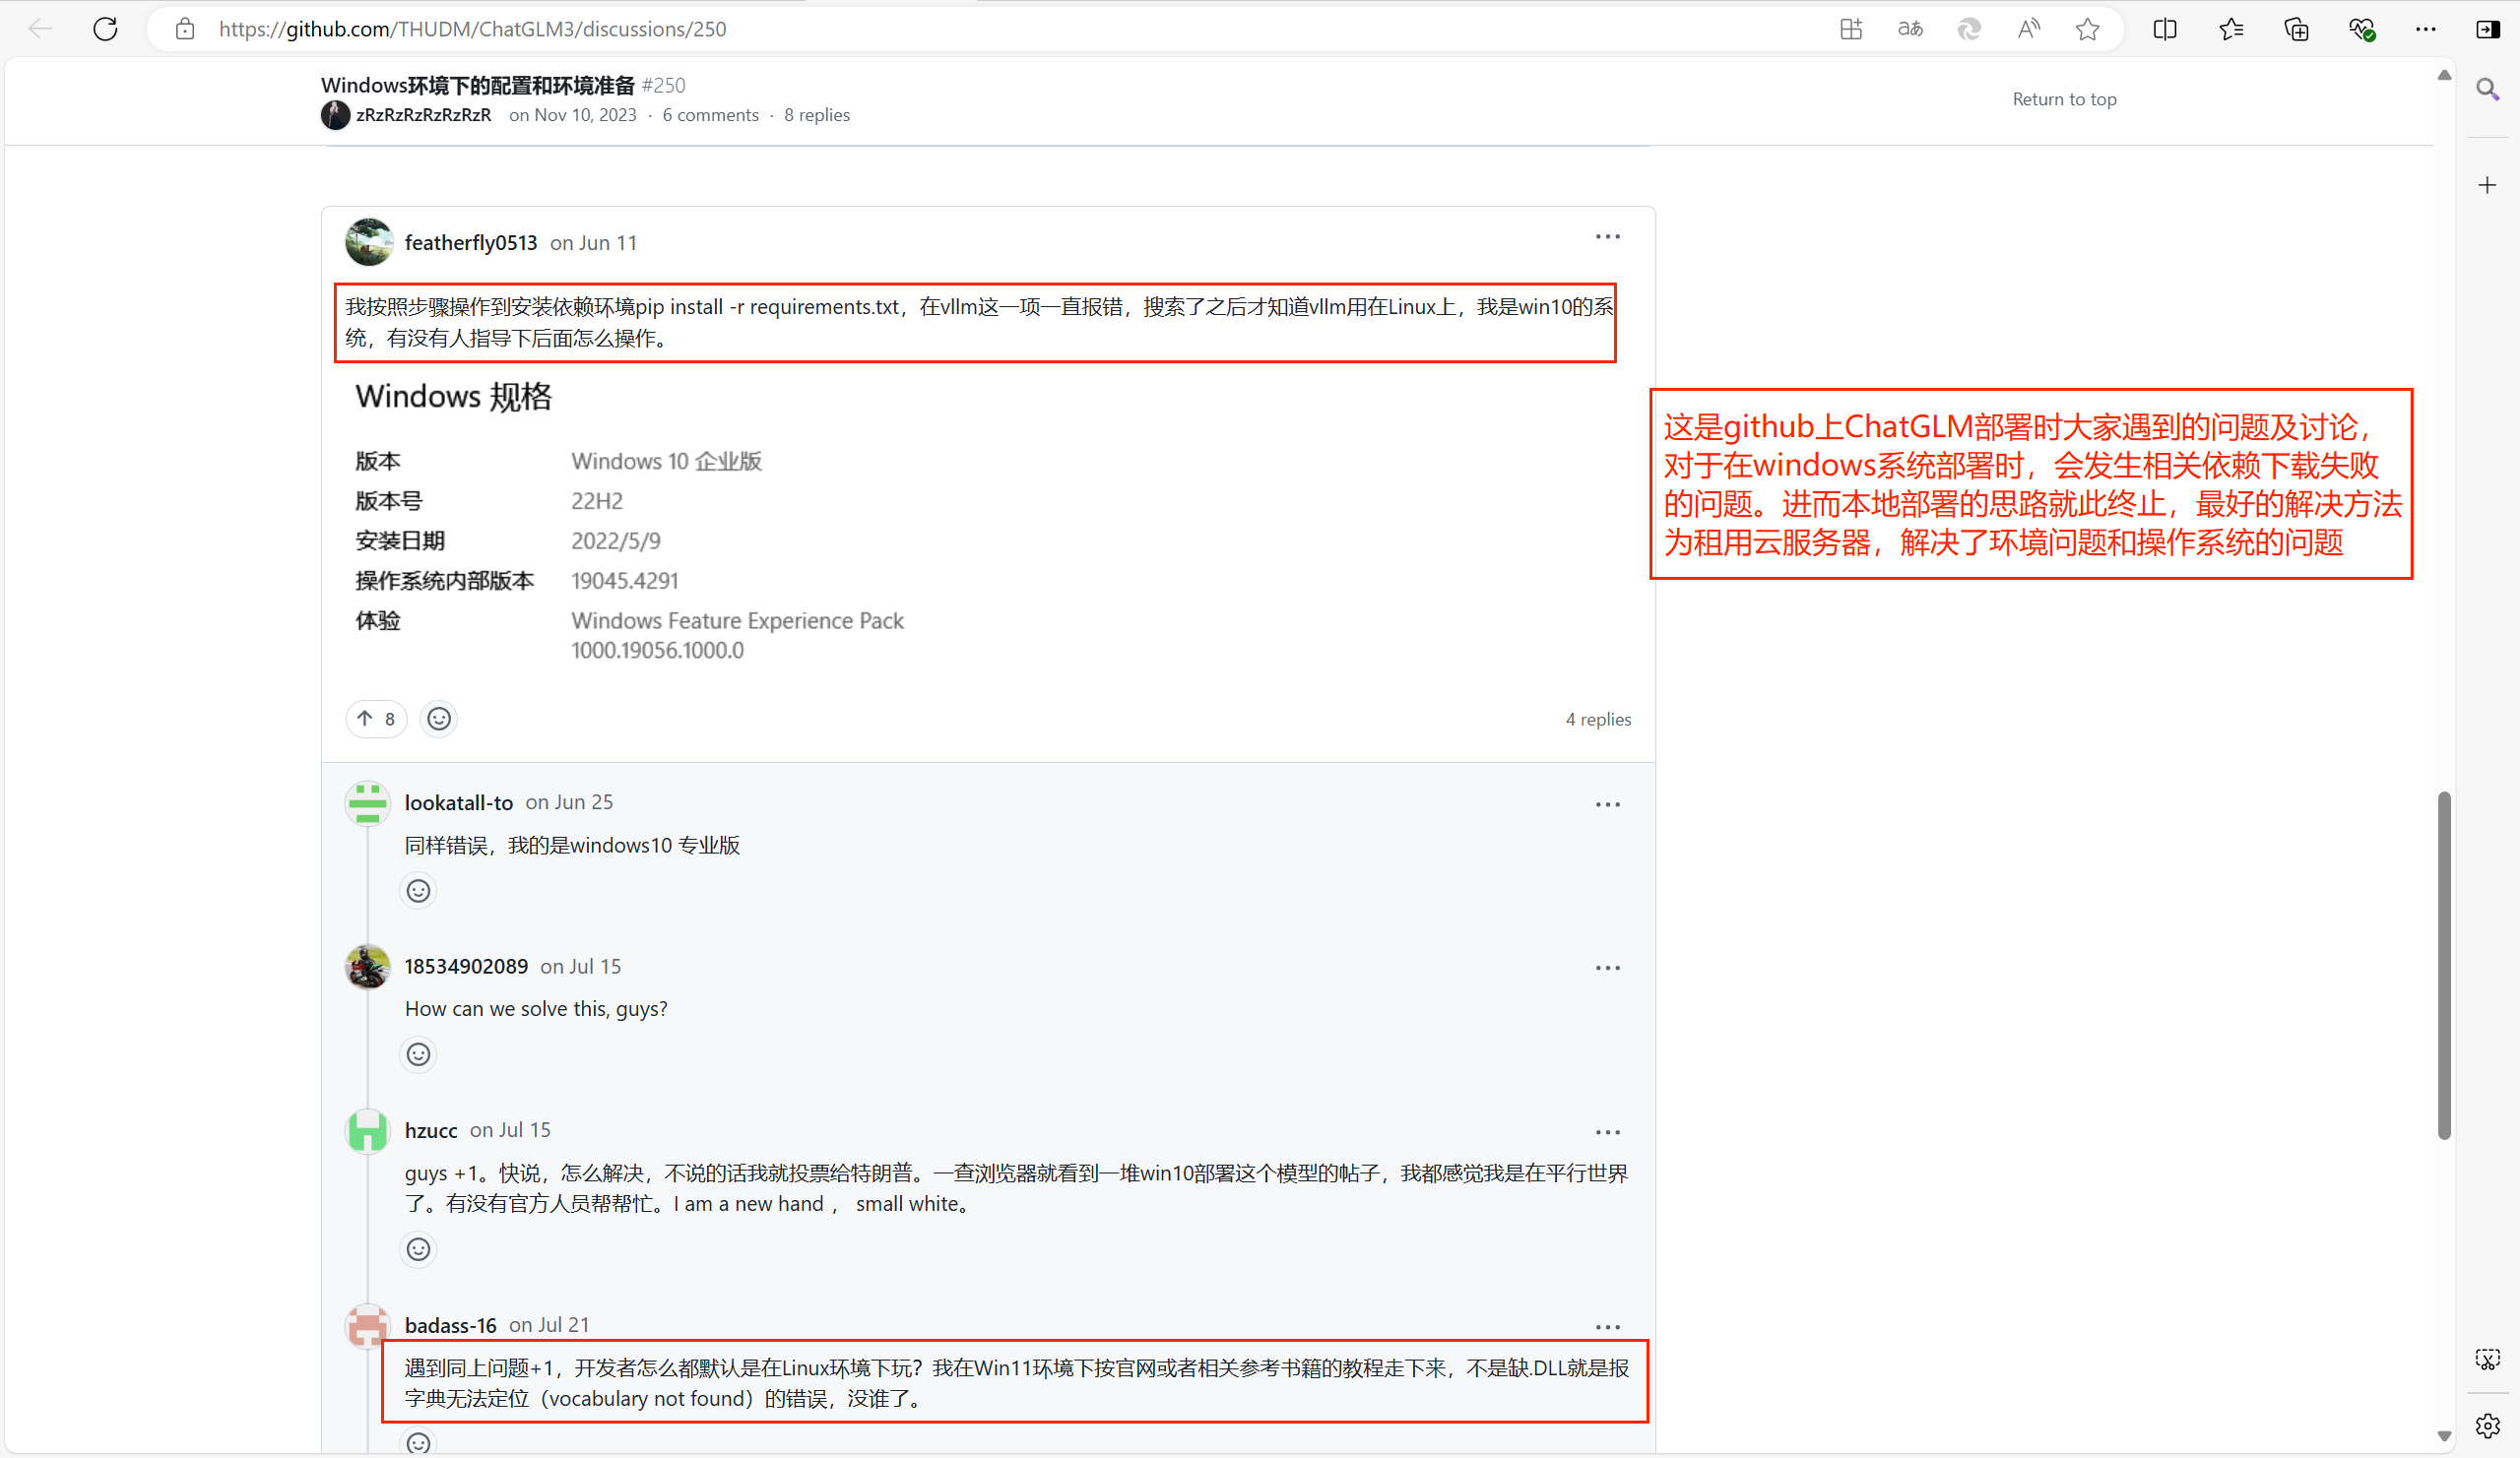 https://github.com/THUDM/ChatGLM3/discussions/250
aあ
A
Windows环境下的配置和环境准备 #250
zRzRzRzRzRzRzR on Nov 10, 2023 · 6 comments · 8 replies
Return to top
featherfly0513 on Jun 11
我按照步骤操作到安装依赖环境pip install -r requirements.txt，在vllm这一项一直报错，搜索了之后才知道vllm用在Linux上，我是win10的系
统，有没有人指导下后面怎么操作。
Windows 规格
版本 Windows 10 企业版
版本号 22H2
安装日期 2022/5/9
操作系统内部版本 19045.4291
体验 Windows Feature Experience Pack
1000.19056.1000.0
这是github上ChatGLM部署时大家遇到的问题及讨论，
对于在windows系统部署时，会发生相关依赖下载失败
的问题。进而本地部署的思路就此终止，最好的解决方法
为租用云服务器，解决了环境问题和操作系统的问题
8
4 replies
lookatall-to on Jun 25
同样错误，我的是windows10 专业版
18534902089 on Jul 15
How can we solve this, guys?
hzucc on Jul 15
guys +1。快说，怎么解决，不说的话我就投票给特朗普。一查浏览器就看到一堆win10部署这个模型的帖子，我都感觉我是在平行世界
了。有没有官方人员帮帮忙。I am a new hand ， small white。
badass-16 on Jul 21
遇到同上问题+1，开发者怎么都默认是在Linux环境下玩？我在Win11环境下按官网或者相关参考书籍的教程走下来，不是缺.DLL就是报
字典无法定位（vocabulary not found）的错误，没谁了。